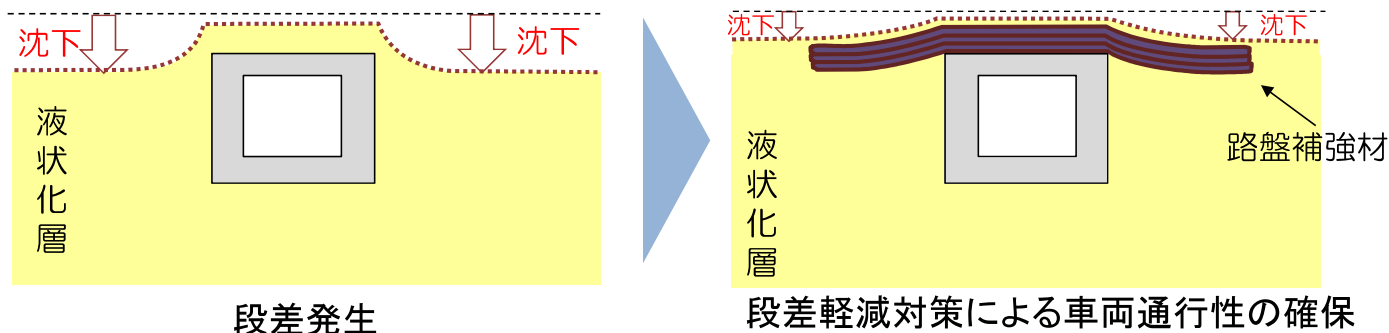 沈下
沈下
液状化層
段差発生
沈下
沈下
液状化層
路盤補強材
段差軽減対策による車両通行性の確保